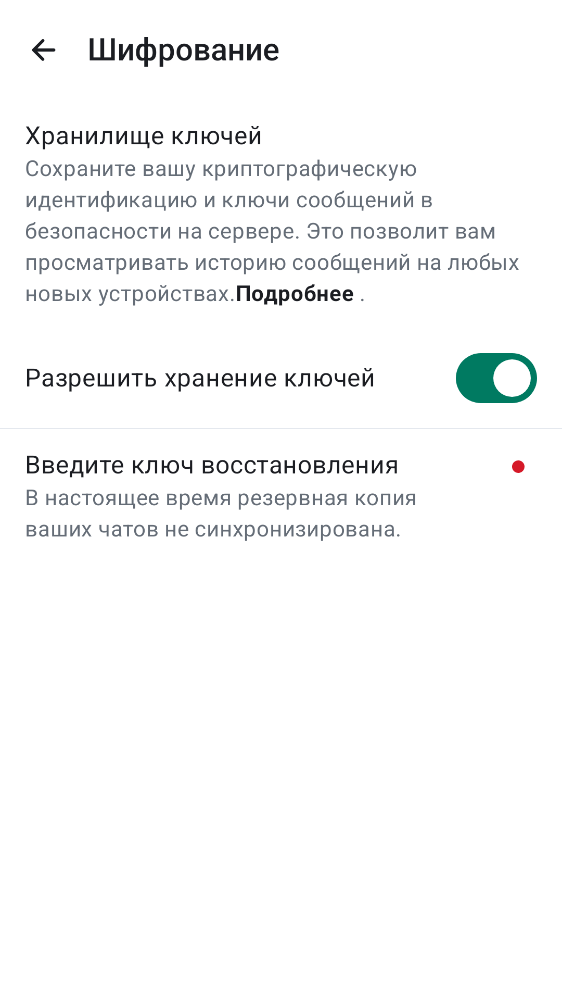 Шифрование
Хранилище ключей
Сохраните вашу криптографическую
идентификацию и ключи сообщений в
безопасности на сервере. Это позволит вам
просматривать историю сообщений на любых
новых устройствах.Подробнее .
Разрешить хранение ключей
Введите ключ восстановления
В настоящее время резервная копия
ваших чатов не синхронизирована.